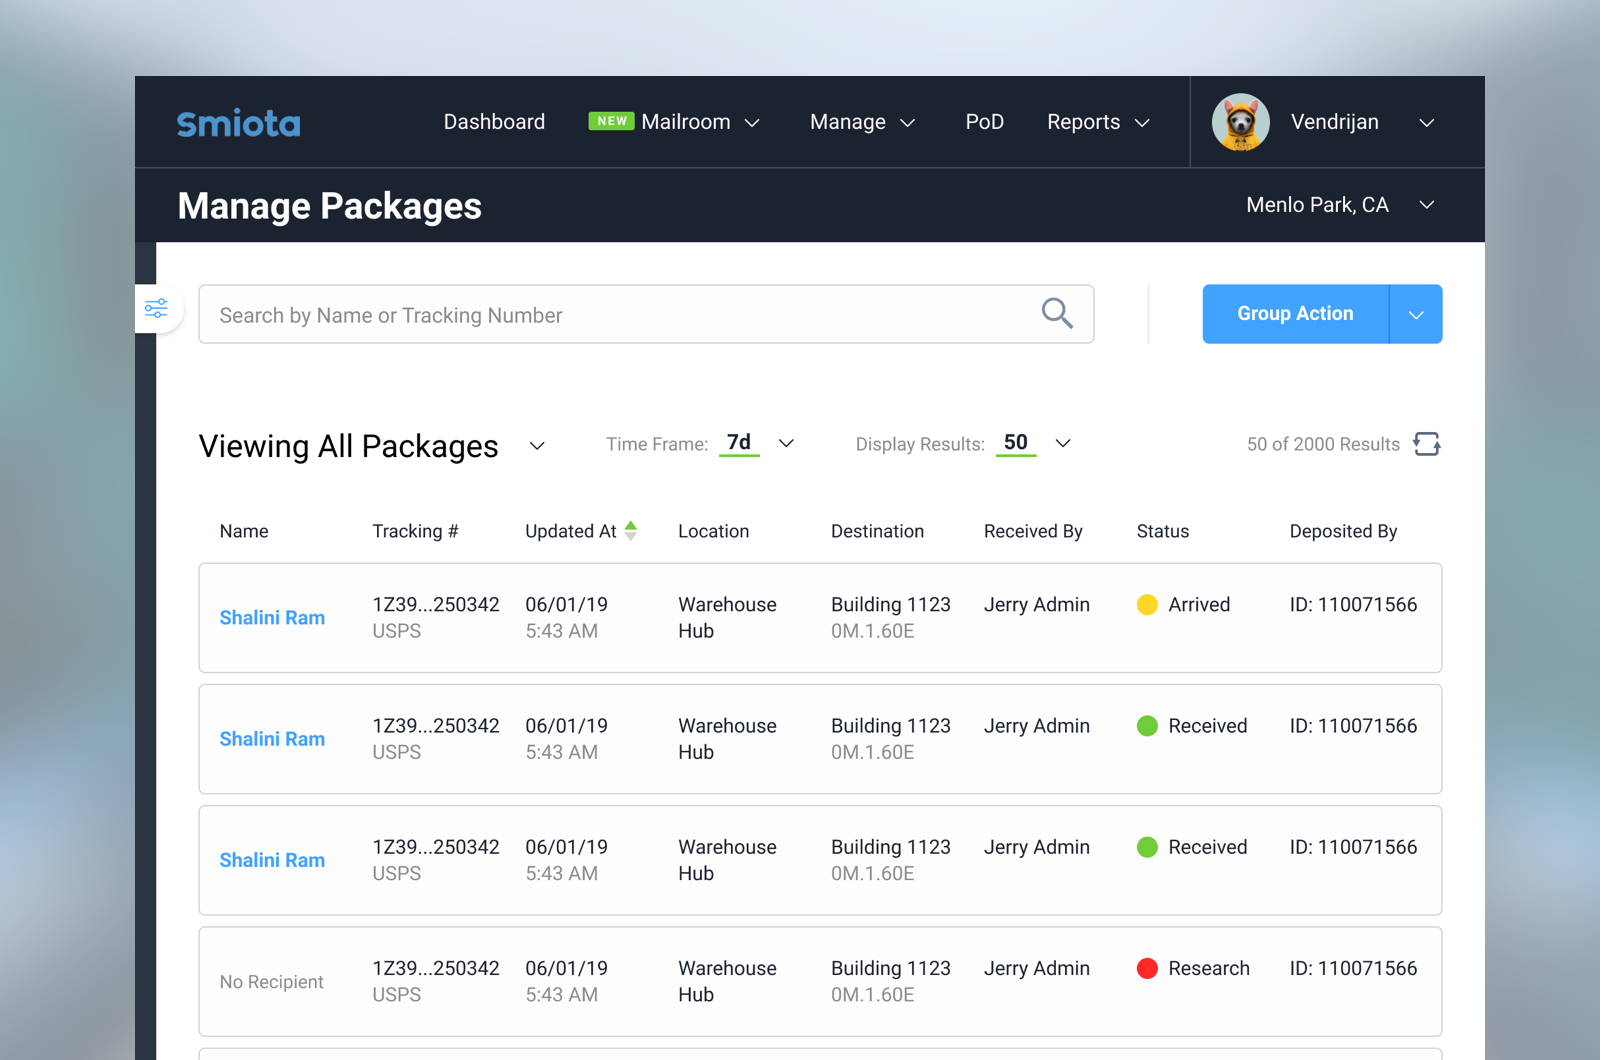 Smiota
Dashboard
NEW Mailroom
Manage
PoD
Reports
Vendrijan
Manage Packages
Menlo Park, CA
Search by Name or Tracking Number
Group Action
Viewing All Packages
Time Frame: 7d
Display Results: 50
50 of 2000 Results
Name Tracking # Updated At Location Destination Received By Status Deposited By
Shalini Ram 1Z39...250342 06/01/19 Warehouse Building 1123 Jerry Admin Arrived ID: 110071566
USPS 5:43 AM Hub 0M.1.60E
Shalini Ram 1Z39...250342 06/01/19 Warehouse Building 1123 Jerry Admin Received ID: 110071566
USPS 5:43 AM Hub 0M.1.60E
Shalini Ram 1Z39...250342 06/01/19 Warehouse Building 1123 Jerry Admin Received ID: 110071566
USPS 5:43 AM Hub 0M.1.60E
No Recipient 1Z39...250342 06/01/19 Warehouse Building 1123 Jerry Admin Research ID: 110071566
USPS 5:43 AM Hub 0M.1.60E